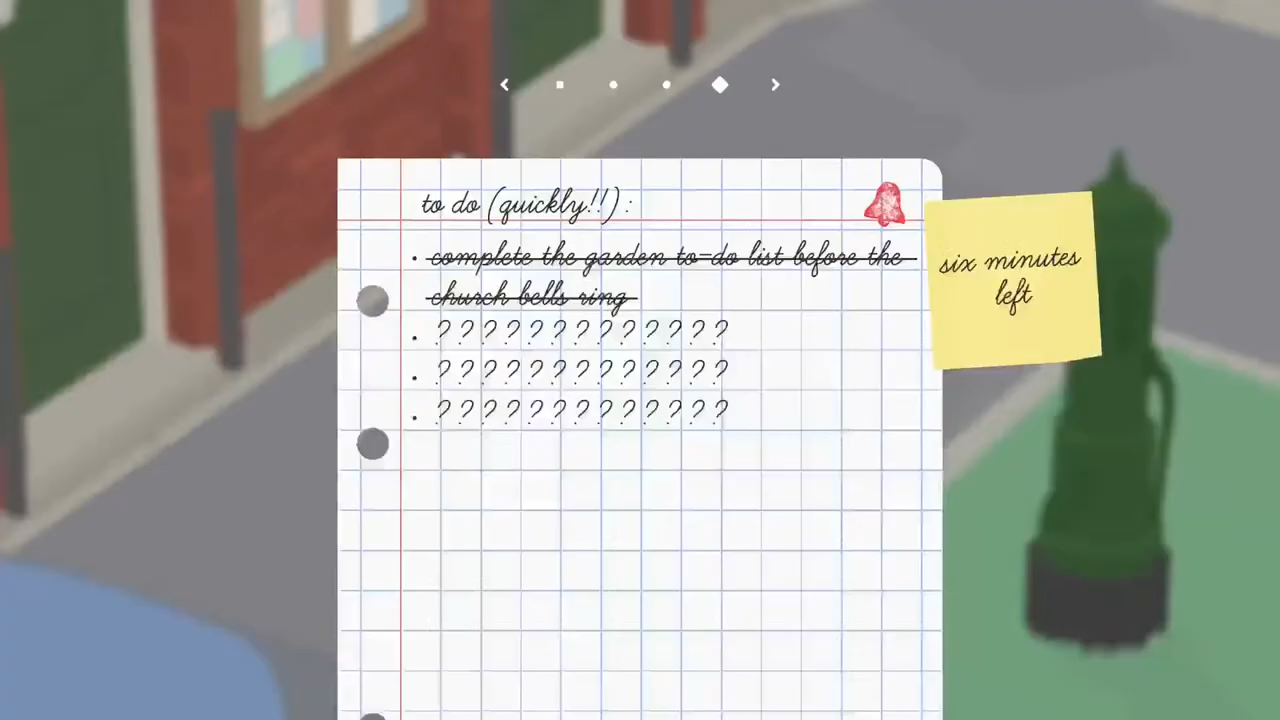 to do (quickly!!) :
• complete the garden to-do list before the
church bells ring
• ? ? ? ? ? ? ? ? ? ? ? ? ?
• ? ? ? ? ? ? ? ? ? ? ? ? ?
• ? ? ? ? ? ? ? ? ? ? ? ? ?
six minutes
left